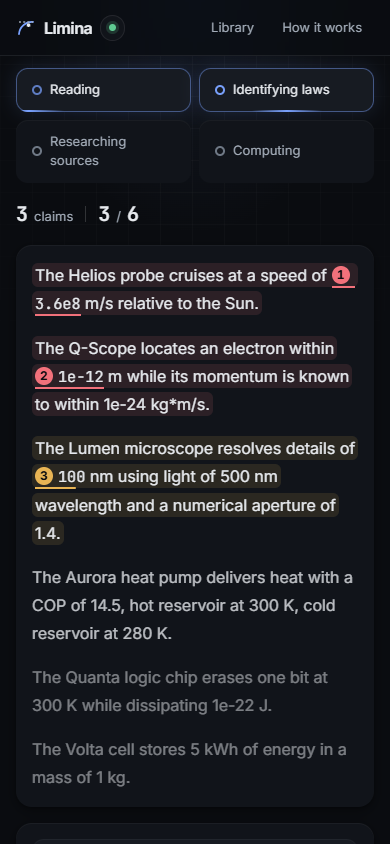 Limina
Library
How it works
Reading
Identifying laws
Researching
sources
Computing
3 claims
3 / 6
The Helios probe cruises at a speed of 1
3.6e8 m/s relative to the Sun.
The Q-Scope locates an electron within
2 1e-12 m while its momentum is known
to within 1e-24 kg*m/s.
The Lumen microscope resolves details of
3 100 nm using light of 500 nm
wavelength and a numerical aperture of
1.4.
The Aurora heat pump delivers heat with a
COP of 14.5, hot reservoir at 300 K, cold
reservoir at 280 K.
The Quanta logic chip erases one bit at
300 K while dissipating 1e-22 J.
The Volta cell stores 5 kWh of energy in a
mass of 1 kg.